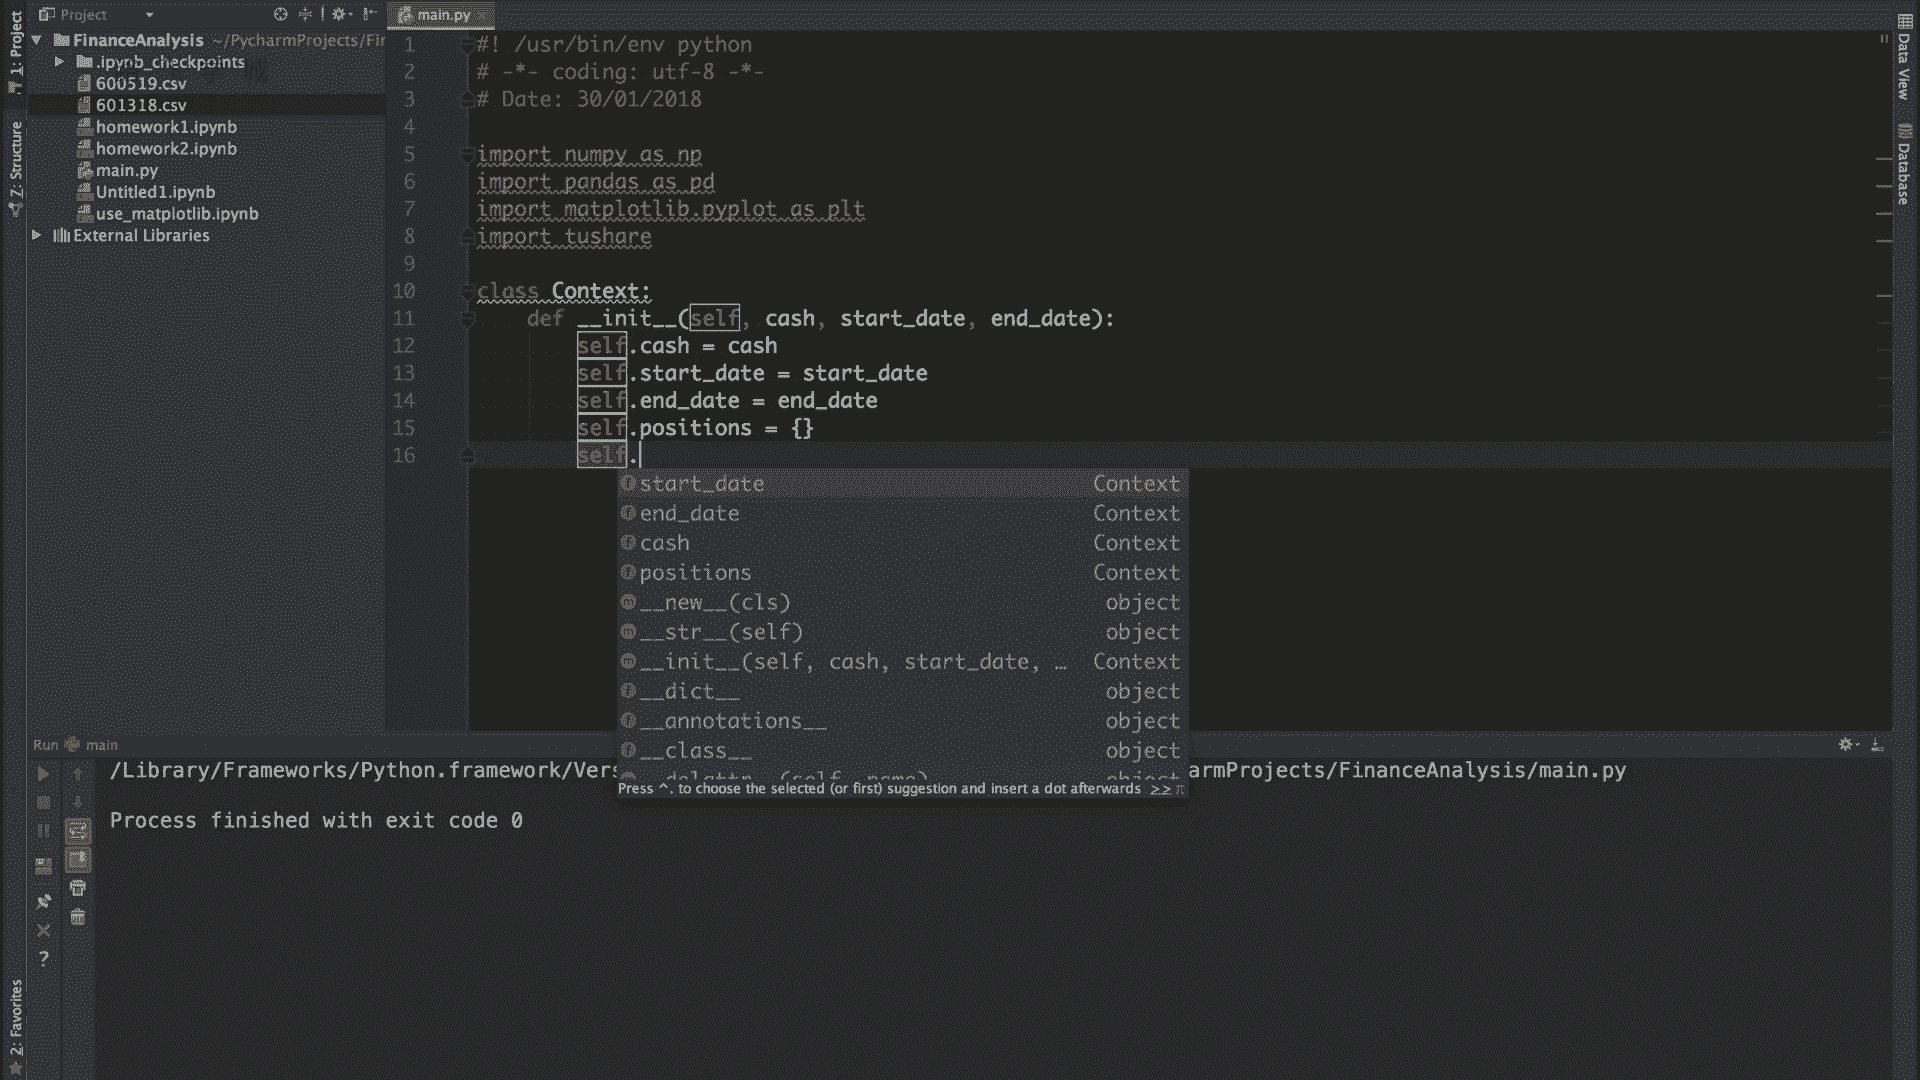 1: Project
Z: Structure
2: Favorites
Project
FinanceAnalysis ~/PycharmProjects/Fir
.ipynb_checkpoints
600519.csv
601318.csv
homework1.ipynb
homework2.ipynb
main.py
Untitled1.ipynb
use_matplotlib.ipynb
External Libraries
main.py
1 #! /usr/bin/env python
2 # -*- coding: utf-8 -*-
3 # Date: 30/01/2018
4
5 import numpy as np
6 import pandas as pd
7 import matplotlib.pyplot as plt
8 import tushare
9
10 class Context:
11 def __init__(self, cash, start_date, end_date):
12 self.cash = cash
13 self.start_date = start_date
14 self.end_date = end_date
15 self.positions = {}
16 self.
start_date Context
end_date Context
cash Context
positions Context
__new__(cls) object
__str__(self) object
__init__(self, cash, start_date, … Context
__dict__ object
__annotations__ object
__class__ object
Press ^. to choose the selected (or first) suggestion and insert a dot afterwards >> π
Data View
Database
Run main
/Library/Frameworks/Python.framework/Vers
armProjects/FinanceAnalysis/main.py
Process finished with exit code 0